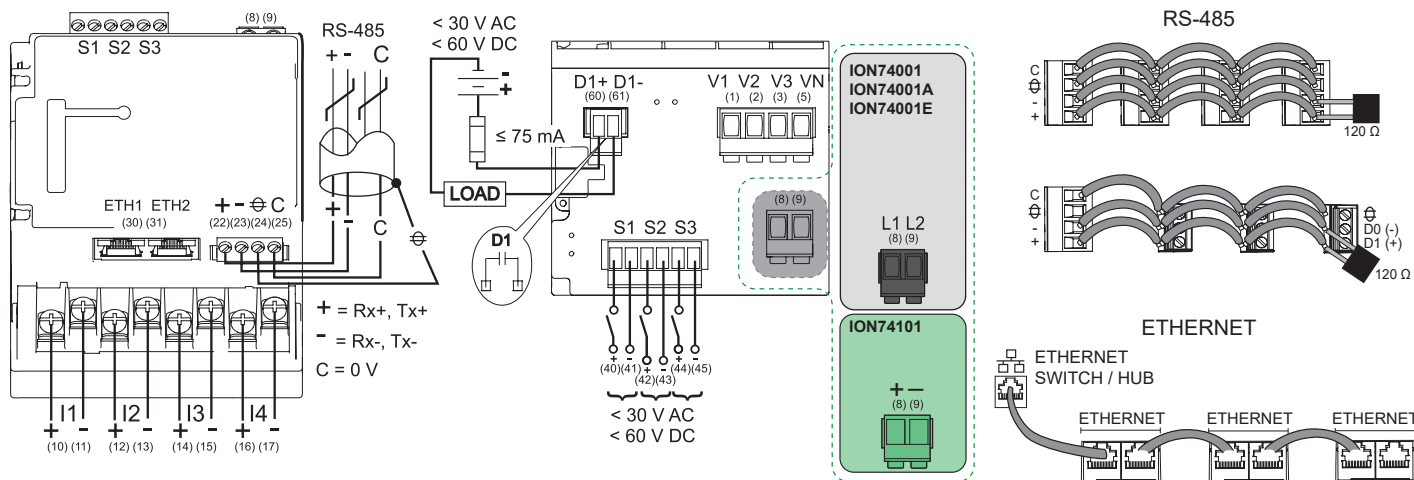 (8) (9)
S1 S2 S3
ETH1 ETH2
(30) (31)
+ - ⌽ C
(22)(23)(24)(25)
I1 I2 I3 I4
+ - + - + - + -
(10) (11) (12) (13) (14) (15) (16) (17)
RS-485
+ - C
+ - C ⌽
+ = Rx+, Tx+
- = Rx-, Tx-
C = 0 V
< 30 V AC
< 60 V DC
-
+
≤ 75 mA
LOAD
D1+ D1-
(60) (61)
D1
V1 V2 V3 VN
(1) (2) (3) (5)
(8) (9)
S1 S2 S3
+ - + - + -
(40)(41) (42)(43) (44)(45)
< 30 V AC
< 60 V DC
ION74001
ION74001A
ION74001E
L1 L2
(8) (9)
ION74101
+ -
(8) (9)
RS-485
C
⌽
-
+
120 Ω
C
⌽
-
+
⌽
D0 (-)
D1 (+)
120 Ω
ETHERNET
ETHERNET
SWITCH / HUB
ETHERNET ETHERNET ETHERNET